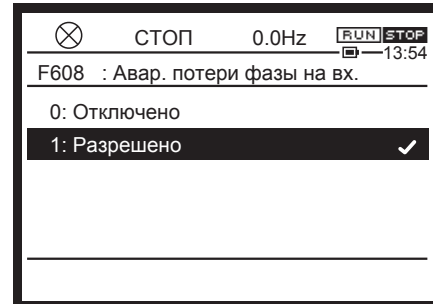 СТОП 0.0Hz RUN STOP
13:54
F608 : Авар. потери фазы на вх.
0: Отключено
1: Разрешено